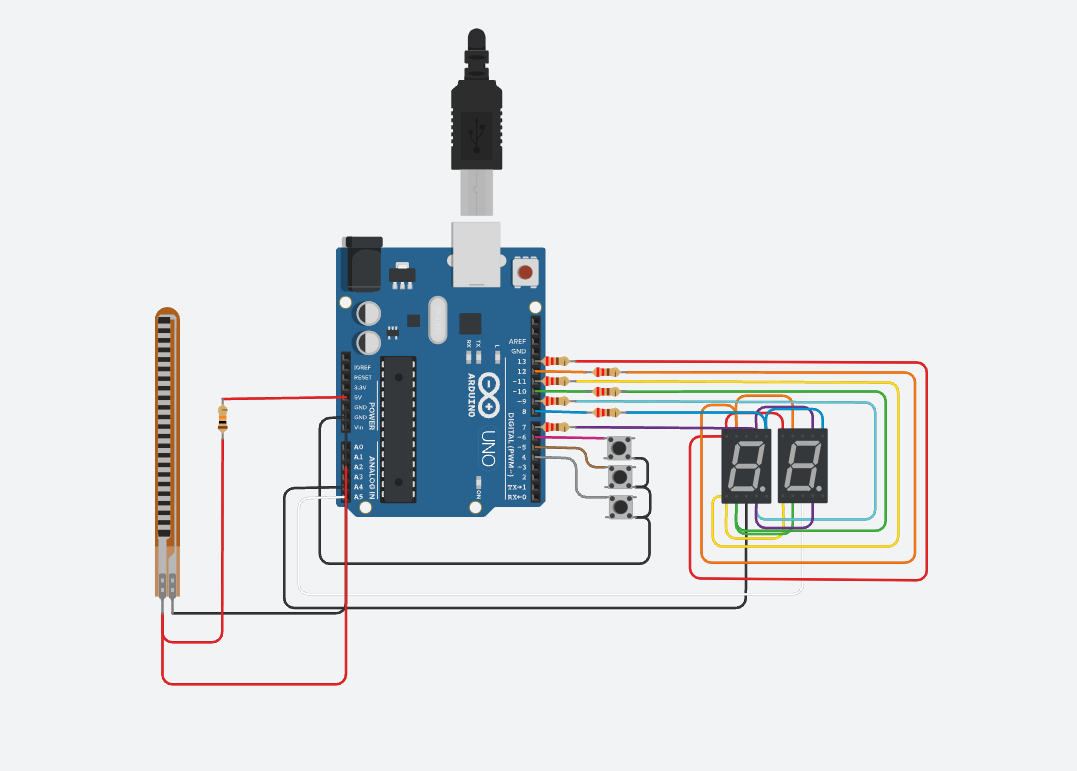 AREF
GND
13
12
~11
~10
~9
8
7
~6
~5
4
~3
2
TX→1
RX←0
DIGITAL (PWM~)
TX
RX
L
ARDUINO
UNO
ON
IOREF
RESET
3.3V
5V
GND
GND
Vin
POWER
A0
A1
A2
A3
A4
A5
ANALOG IN